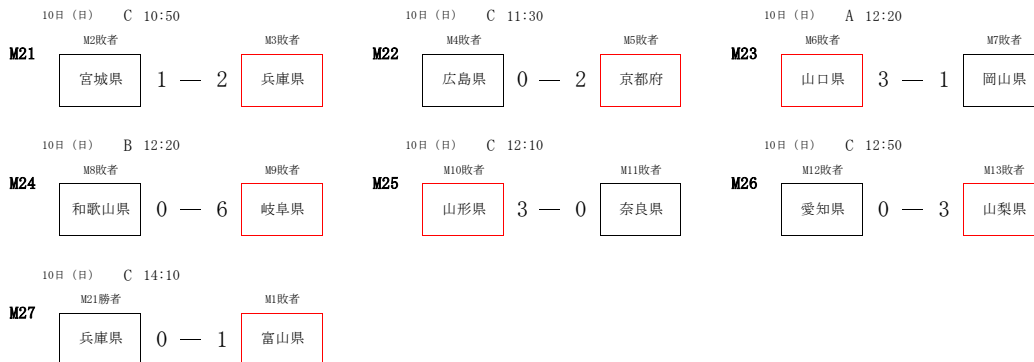 10日（日） C 10:50
M21
M2敗者 M3敗者
宮城県 1 — 2 兵庫県
10日（日） C 11:30
M22
M4敗者 M5敗者
広島県 0 — 2 京都府
10日（日） A 12:20
M23
M6敗者 M7敗者
山口県 3 — 1 岡山県
10日（日） B 12:20
M24
M8敗者 M9敗者
和歌山県 0 — 6 岐阜県
10日（日） C 12:10
M25
M10敗者 M11敗者
山形県 3 — 0 奈良県
10日（日） C 12:50
M26
M12敗者 M13敗者
愛知県 0 — 3 山梨県
10日（日） C 14:10
M27
M21勝者 M1敗者
兵庫県 0 — 1 富山県